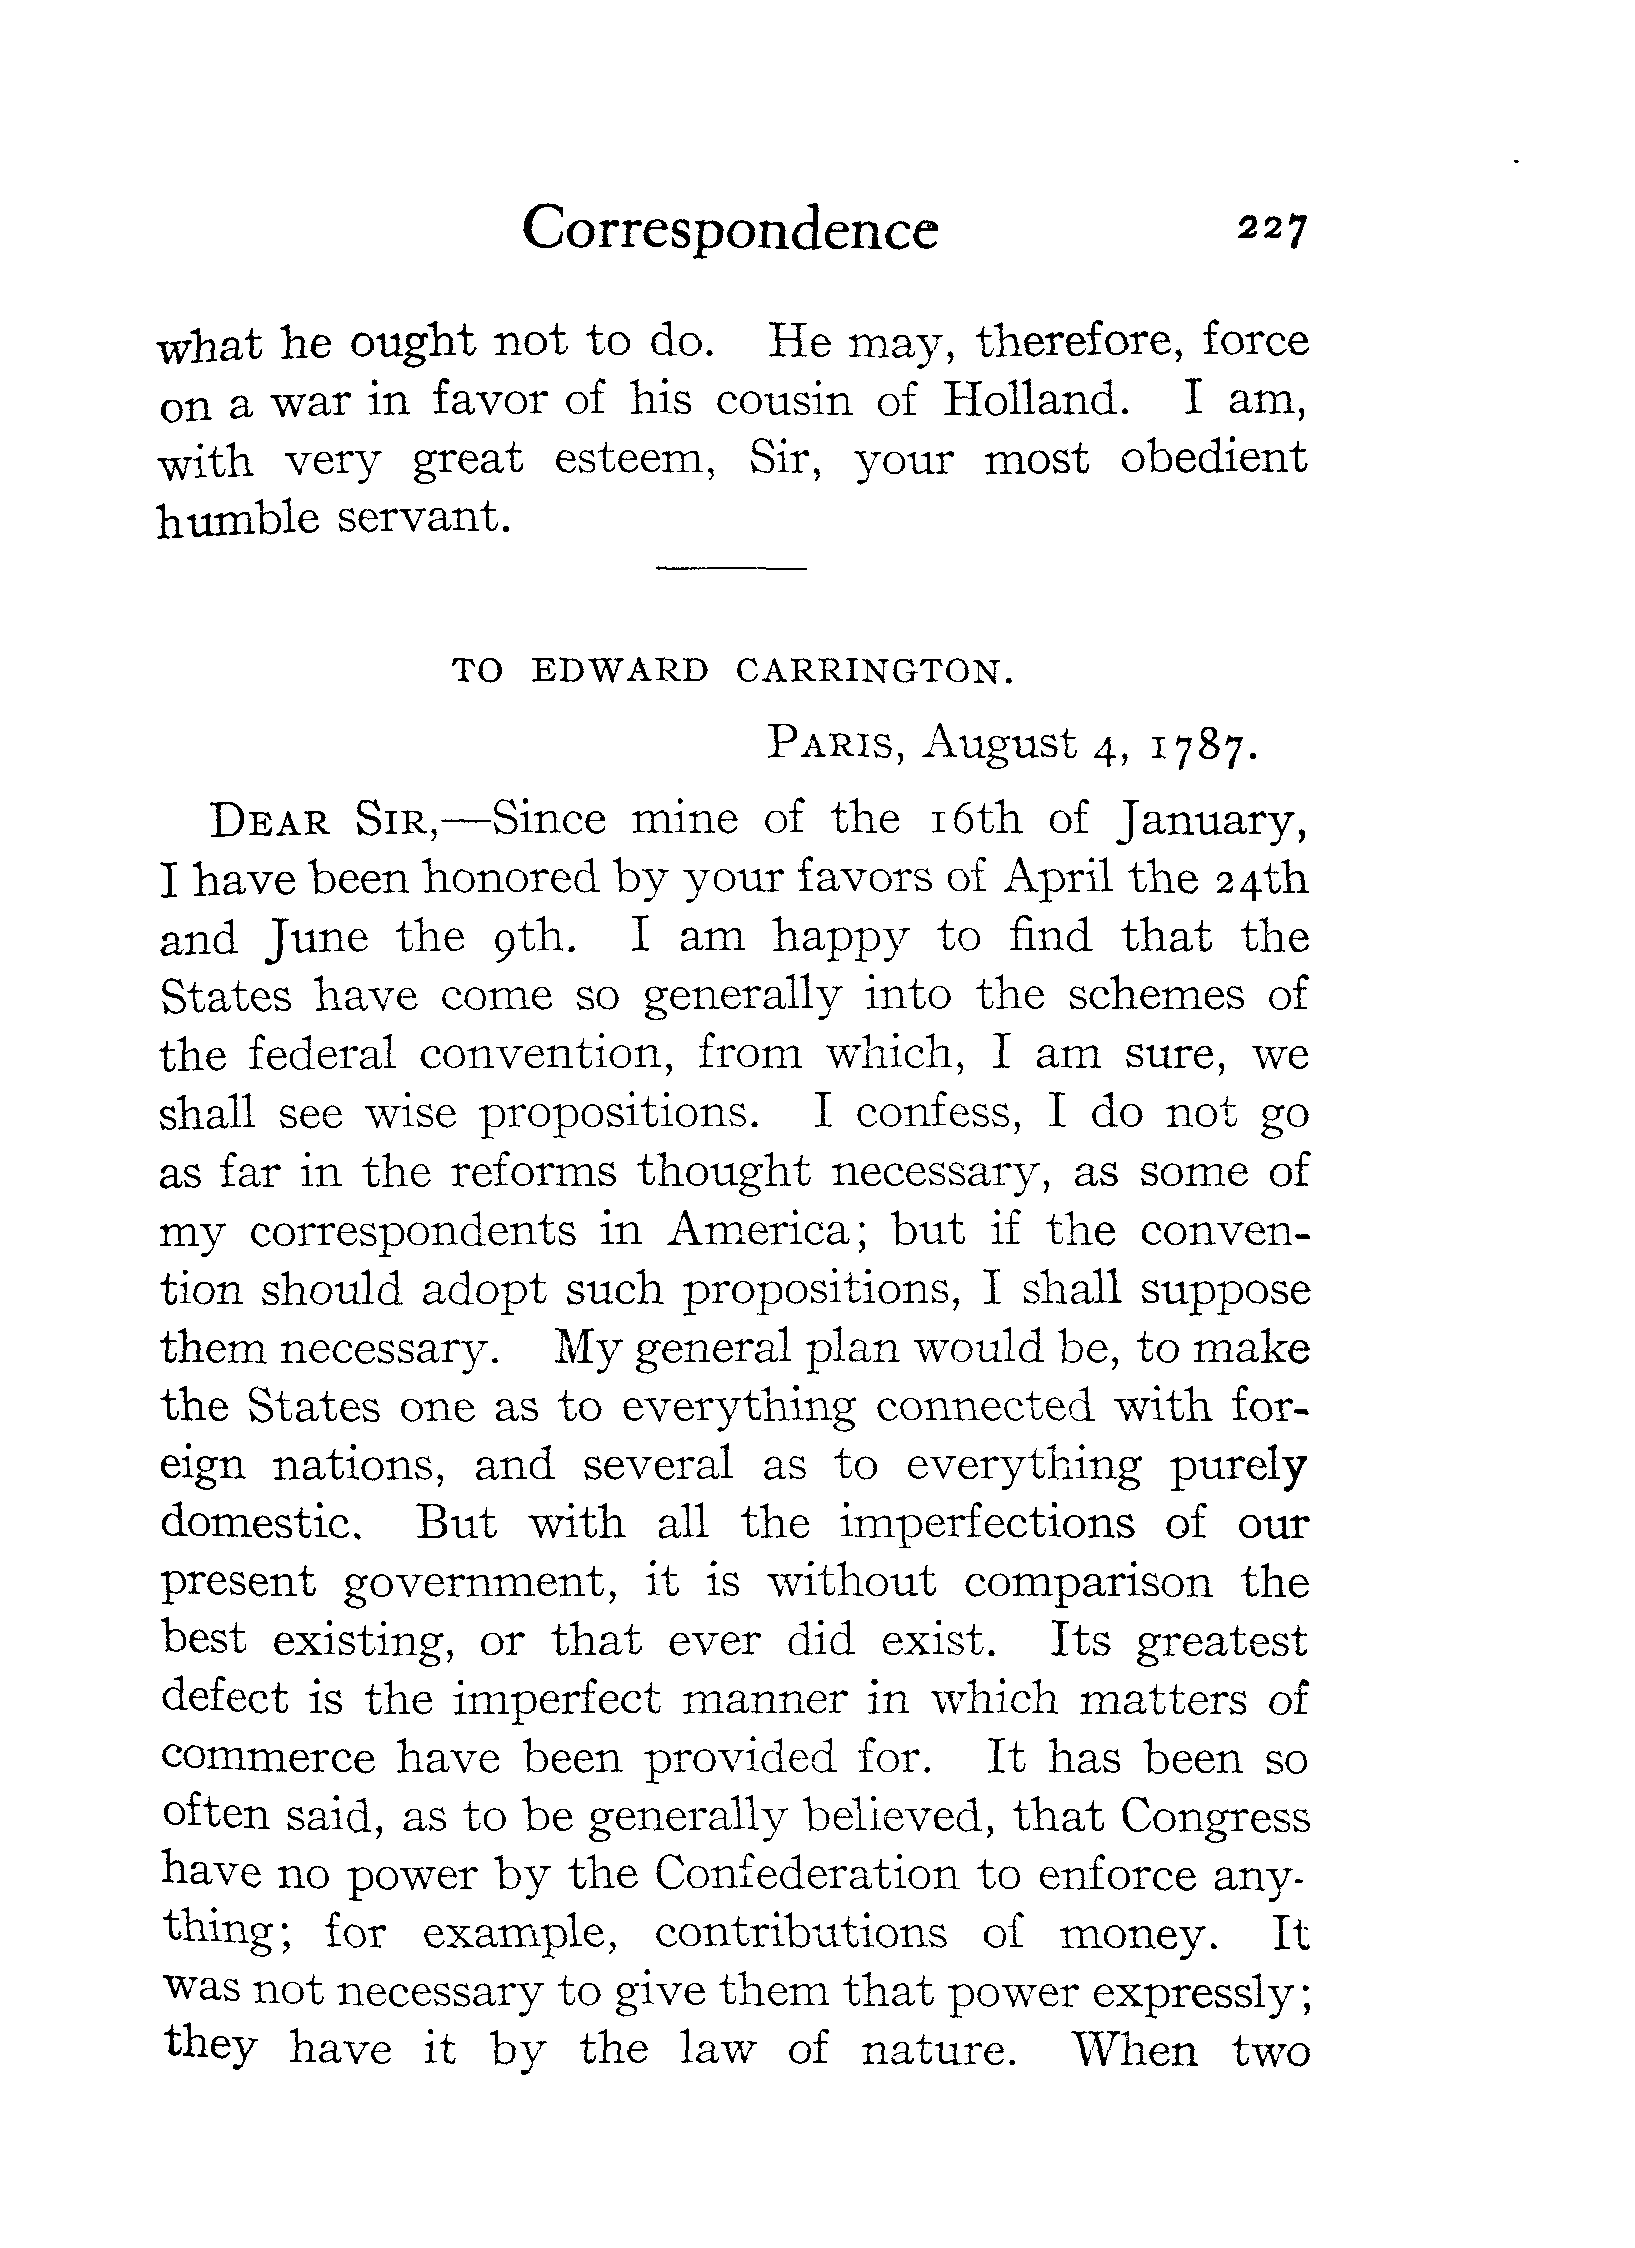 Correspondence 227
what he ought not to do. He may, therefore, force
on a war in favor of his cousin of Holland. I am,
with very great esteem, Sir, your most obedient
humble servant.
TO EDWARD CARRINGTON.
PARIS, August 4, 1787.
DEAR SIR,—Since mine of the 16th of January,
I have been honored by your favors of April the 24th
and June the 9th. I am happy to find that the
States have come so generally into the schemes of
the federal convention, from which, I am sure, we
shall see wise propositions. I confess, I do not go
as far in the reforms thought necessary, as some of
my correspondents in America; but if the conven-
tion should adopt such propositions, I shall suppose
them necessary. My general plan would be, to make
the States one as to everything connected with for-
eign nations, and several as to everything purely
domestic. But with all the imperfections of our
present government, it is without comparison the
best existing, or that ever did exist. Its greatest
defect is the imperfect manner in which matters of
commerce have been provided for. It has been so
often said, as to be generally believed, that Congress
have no power by the Confederation to enforce any-
thing; for example, contributions of money. It
was not necessary to give them that power expressly;
they have it by the law of nature. When two